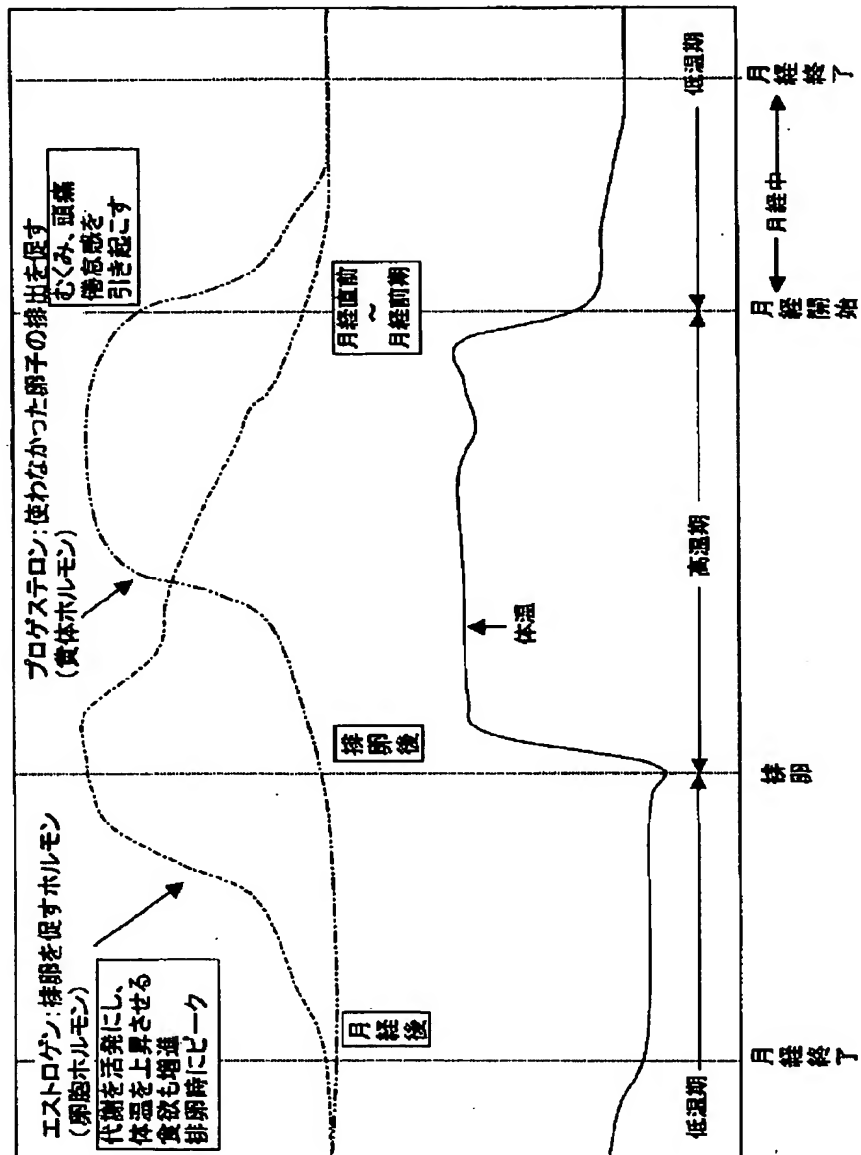 エストロゲン:排卵を促すホルモン
(卵胞ホルモン)
代謝を活発にし、
体温を上昇させる
食欲も増進
排卵時にピーク
プロゲステロン:使わなかった卵子の排出を促す
(黄体ホルモン)
むくみ、頭痛
倦怠感を
引き起こす
月経後
排卵後
月経直前
～
月経前期
体温
低温期
高温期
低温期
月経終了
排卵
月経開始
月経中
月経終了